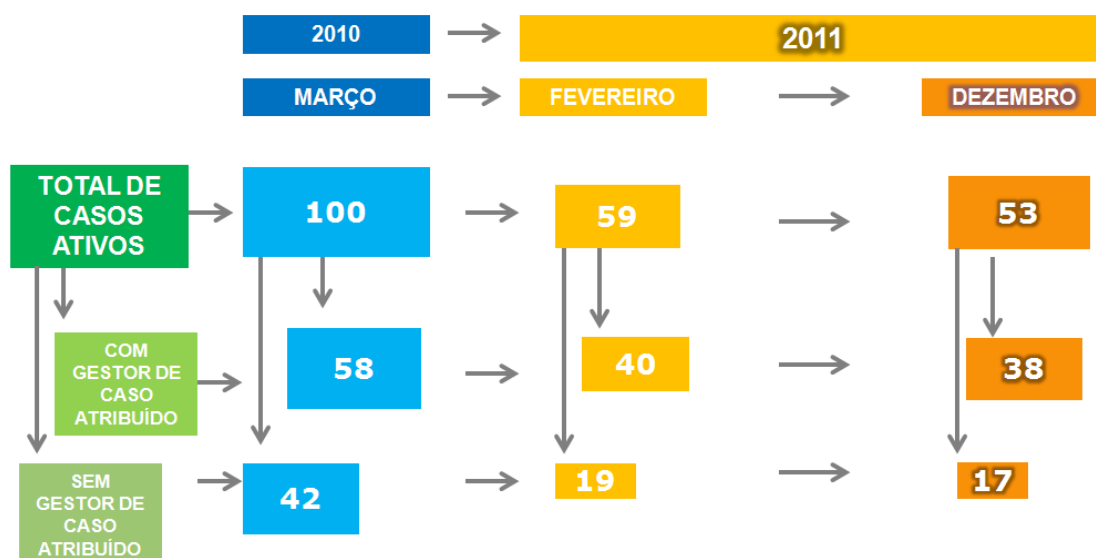 2010
2011
MARÇO
FEVEREIRO
DEZEMBRO
TOTAL DE
CASOS
ATIVOS
100
59
53
COM
GESTOR DE
CASO
ATRIBUÍDO
58
40
38
SEM
GESTOR DE
CASO
ATRIBUÍDO
42
19
17